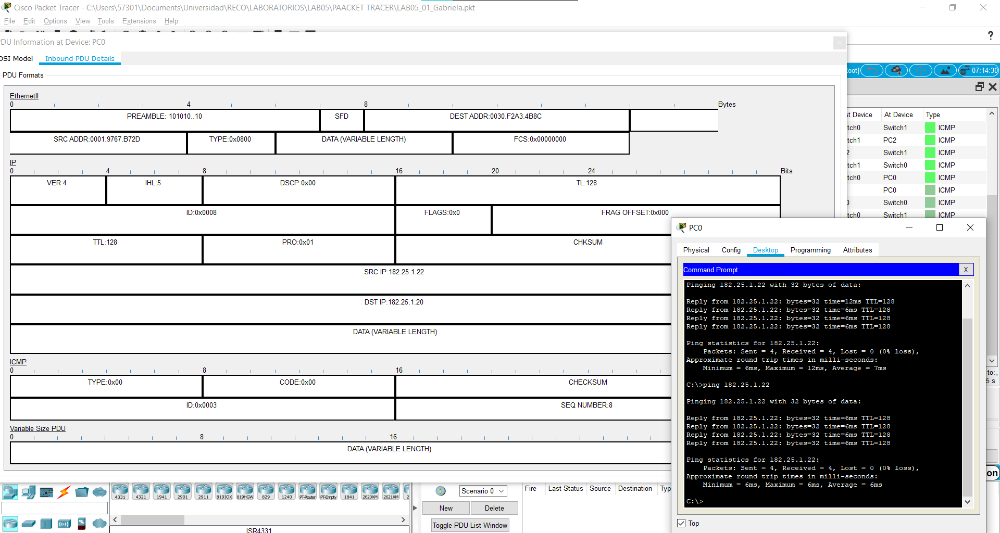 Cisco Packet Tracer - C:\Users\57301\Documents\Universidad\RECO\LABORATORIOS\LAB05\PAACKET TRACER\LAB05_01_Gabriela.pkt
File Edit Options View Tools Extensions Help
?
PDU Information at Device: PC0
OSI Model Inbound PDU Details
PDU Formats
EthernetII
0 4 8 Bytes
PREAMBLE: 101010..10 SFD DEST ADDR:0030.F2A3.4B8C
SRC ADDR:0001.9767.B72D TYPE:0x0800 DATA (VARIABLE LENGTH) FCS:0x00000000
IP
0 4 8 16 20 24 Bits
VER:4 IHL:5 DSCP:0x00 TL:128
ID:0x0008 FLAGS:0x0 FRAG OFFSET:0x000
TTL:128 PRO:0x01 CHKSUM
SRC IP:182.25.1.22
DST IP:182.25.1.20
DATA (VARIABLE LENGTH)
ICMP
0 8 16
TYPE:0x00 CODE:0x00 CHECKSUM
ID:0x0003 SEQ NUMBER:8
Variable Size PDU
0 8 16
DATA (VARIABLE LENGTH)
oot] 07:14:30
st Device At Device Type
tch0 Switch1 ICMP
tch1 PC2 ICMP
2 Switch1 ICMP
tch1 Switch0 ICMP
tch0 PC0 ICMP
PC0 ICMP
0 Switch0 ICMP
tch0 Switch1 ICMP
to:
5 s
on
PC0
Physical Config Desktop Programming Attributes
Command Prompt X
Pinging 182.25.1.22 with 32 bytes of data:
Reply from 182.25.1.22: bytes=32 time=12ms TTL=128
Reply from 182.25.1.22: bytes=32 time=6ms TTL=128
Reply from 182.25.1.22: bytes=32 time=6ms TTL=128
Reply from 182.25.1.22: bytes=32 time=6ms TTL=128
Ping statistics for 182.25.1.22:
Packets: Sent = 4, Received = 4, Lost = 0 (0% loss),
Approximate round trip times in milli-seconds:
Minimum = 6ms, Maximum = 12ms, Average = 7ms
C:\>ping 182.25.1.22
Pinging 182.25.1.22 with 32 bytes of data:
Reply from 182.25.1.22: bytes=32 time=6ms TTL=128
Reply from 182.25.1.22: bytes=32 time=6ms TTL=128
Reply from 182.25.1.22: bytes=32 time=6ms TTL=128
Reply from 182.25.1.22: bytes=32 time=6ms TTL=128
Ping statistics for 182.25.1.22:
Packets: Sent = 4, Received = 4, Lost = 0 (0% loss),
Approximate round trip times in milli-seconds:
Minimum = 6ms, Maximum = 6ms, Average = 6ms
C:\>
Top
4331 4321 1941 2901 2911 819IOX 819HGW 829 1240 PT-Router PT-Empty 1841 2620XM 2621XM 2
ISR4331
1 Scenario 0
New Delete
Toggle PDU List Window
Fire Last Status Source Destination Typ